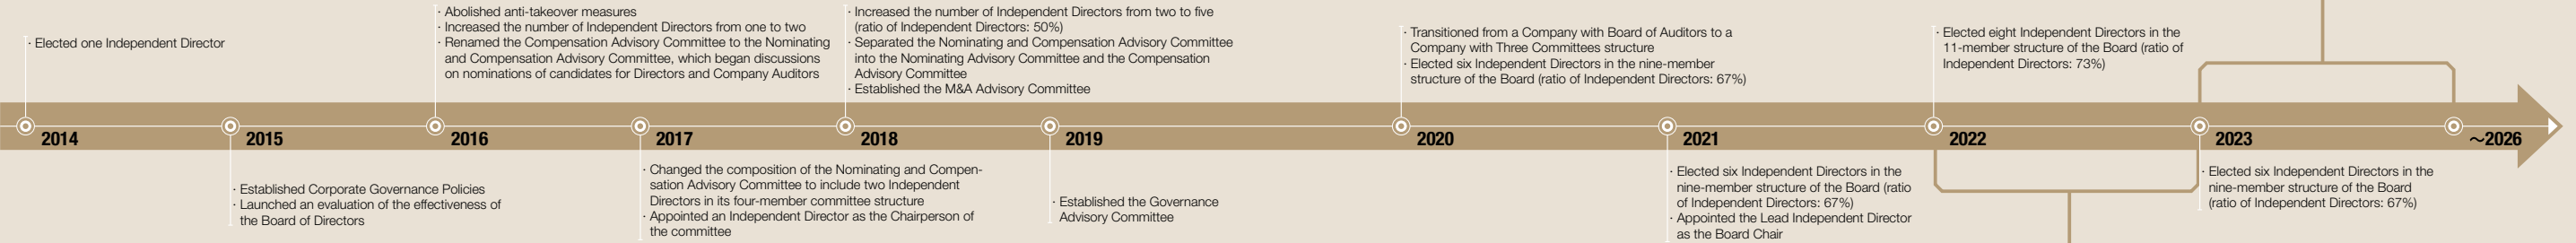 · Elected one Independent Director
· Abolished anti-takeover measures
· Increased the number of Independent Directors from one to two
· Renamed the Compensation Advisory Committee to the Nominating
and Compensation Advisory Committee, which began discussions
on nominations of candidates for Directors and Company Auditors
· Increased the number of Independent Directors from two to five
(ratio of Independent Directors: 50%)
· Separated the Nominating and Compensation Advisory Committee
into the Nominating Advisory Committee and the Compensation
Advisory Committee
· Established the M&A Advisory Committee
· Transitioned from a Company with Board of Auditors to a
Company with Three Committees structure
· Elected six Independent Directors in the nine-member
structure of the Board (ratio of Independent Directors: 67%)
· Elected eight Independent Directors in the
11-member structure of the Board (ratio of
Independent Directors: 73%)
2014
2015
2016
2017
2018
2019
2020
2021
2022
2023
～2026
· Established Corporate Governance Policies
· Launched an evaluation of the effectiveness of
the Board of Directors
· Changed the composition of the Nominating and Compen-
sation Advisory Committee to include two Independent
Directors in its four-member committee structure
· Appointed an Independent Director as the Chairperson of
the committee
· Established the Governance
Advisory Committee
· Elected six Independent Directors in the
nine-member structure of the Board (ratio
of Independent Directors: 67%)
· Appointed the Lead Independent Director
as the Board Chair
· Elected six Independent Directors in the
nine-member structure of the Board
(ratio of Independent Directors: 67%)